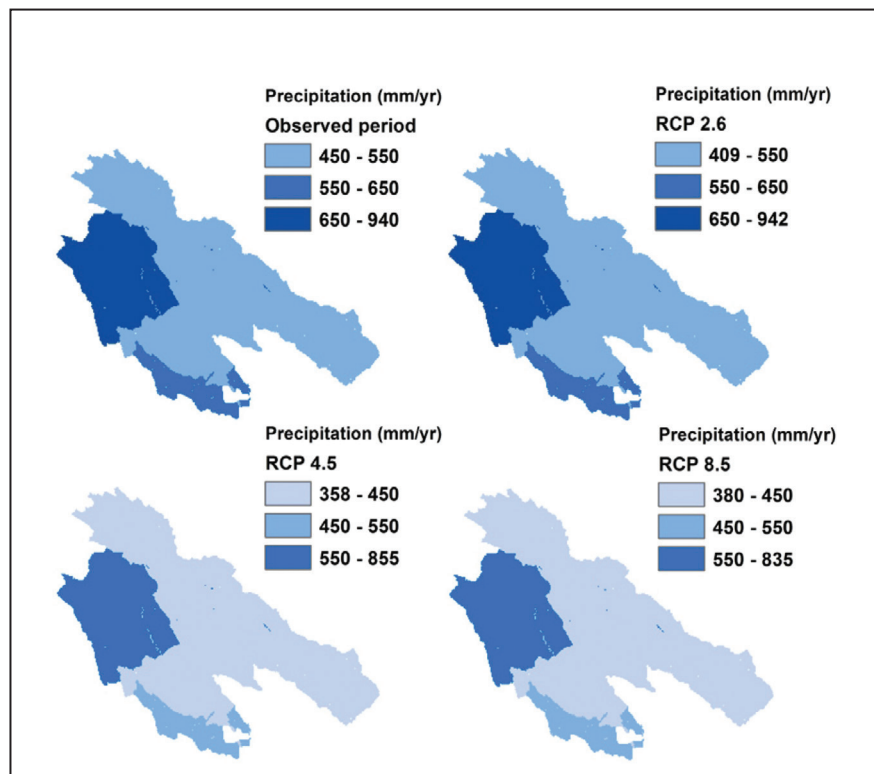 Precipitation (mm/yr)
Observed period
450 - 550
550 - 650
650 - 940
Precipitation (mm/yr)
RCP 2.6
409 - 550
550 - 650
650 - 942
Precipitation (mm/yr)
RCP 4.5
358 - 450
450 - 550
550 - 855
Precipitation (mm/yr)
RCP 8.5
380 - 450
450 - 550
550 - 835